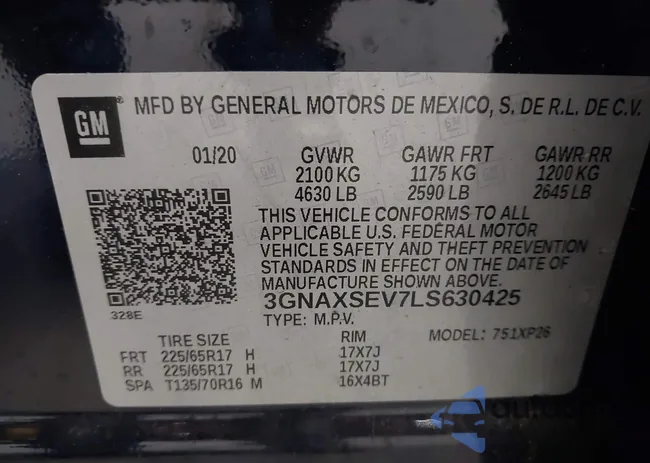 GM
MFD BY GENERAL MOTORS DE MEXICO, S. DE R.L. DE C.V.
01/20 GVWR GAWR FRT GAWR RR
2100 KG 1175 KG 1200 KG
4630 LB 2590 LB 2645 LB
THIS VEHICLE CONFORMS TO ALL
APPLICABLE U.S. FEDERAL MOTOR
VEHICLE SAFETY AND THEFT PREVENTION
STANDARDS IN EFFECT ON THE DATE OF
MANUFACTURE SHOWN ABOVE.
3GNAXSEV7LS630425
328E
TYPE: M.P.V. MODEL: 751XP26
TIRE SIZE RIM
FRT 225/65R17 H 17X7J
RR 225/65R17 H 17X7J
SPA T135/70R16 M 16X4BT